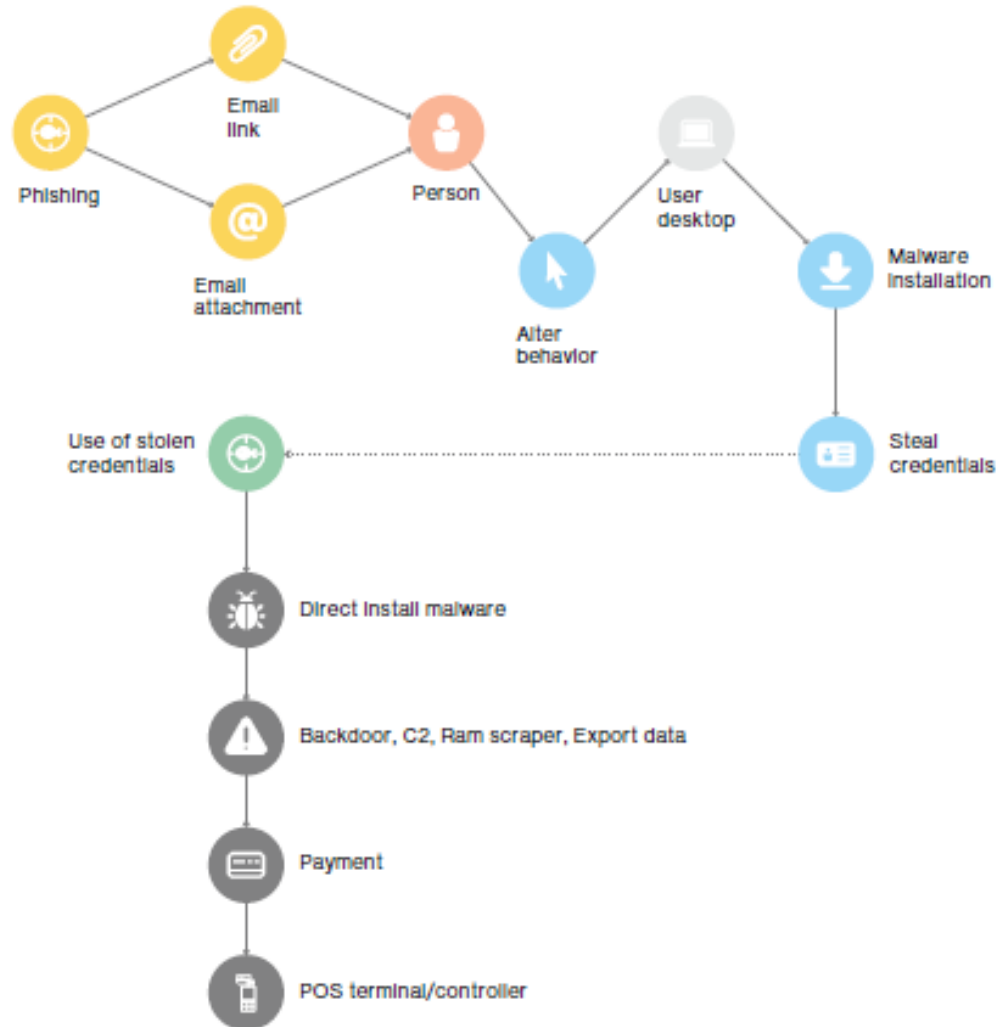 Email
link
Phishing
Person
User
desktop
Email
attachment
Malware
installation
Alter
behavior
Use of stolen
credentials
Steal
credentials
Direct install malware
Backdoor, C2, Ram scraper, Export data
Payment
POS terminal/controller